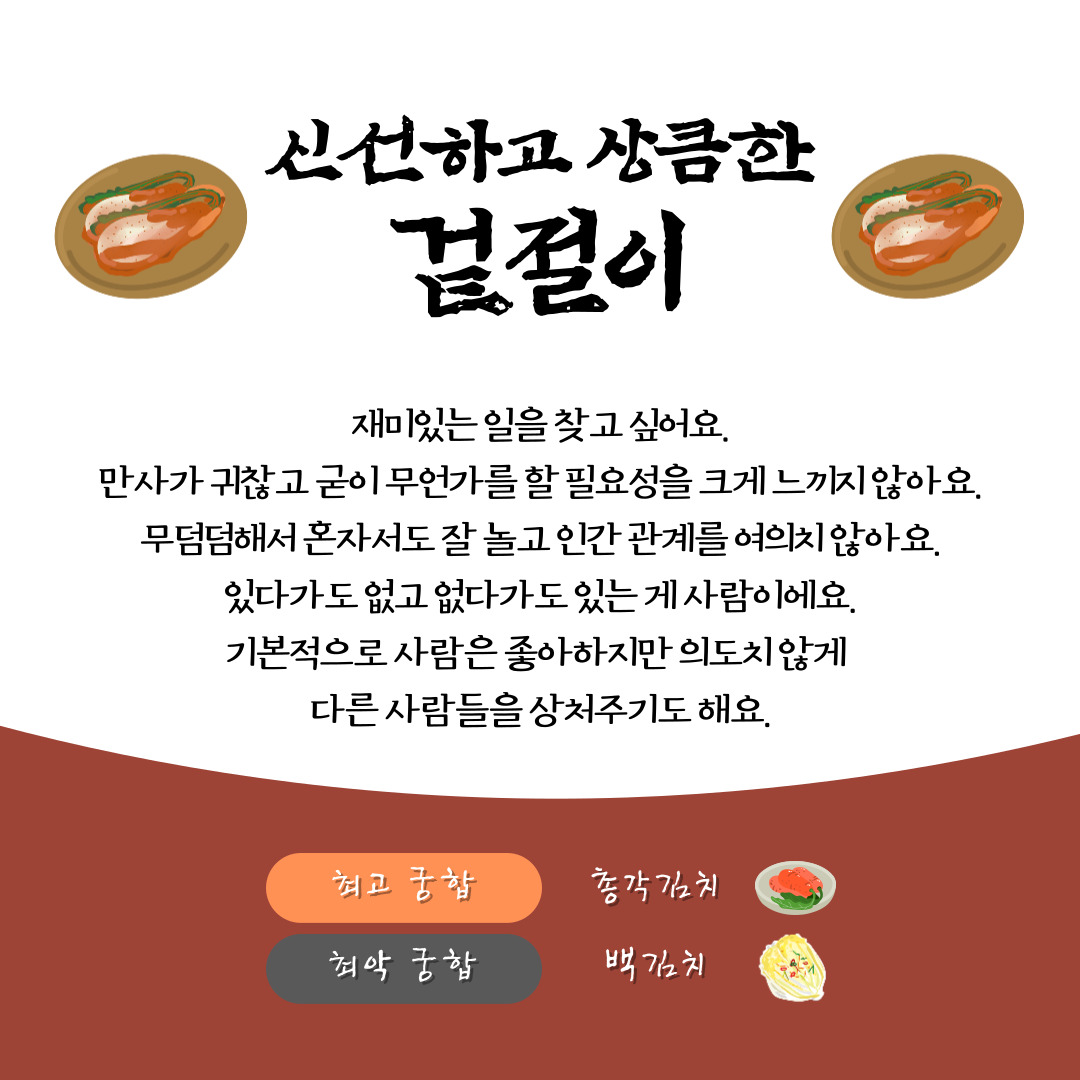 신선하고 상큼한
겉절이
재미있는 일을 찾고 싶어요.
만사가 귀찮고 굳이 무언가를 할 필요성을 크게 느끼지 않아요.
무덤덤해서 혼자서도 잘 놀고 인간 관계를 여의치 않아요.
있다가도 없고 없다가도 있는 게 사람이에요.
기본적으로 사람은 좋아하지만 의도치 않게
다른 사람들을 상처주기도 해요.
최고 궁합 총각김치
최악 궁합 백김치